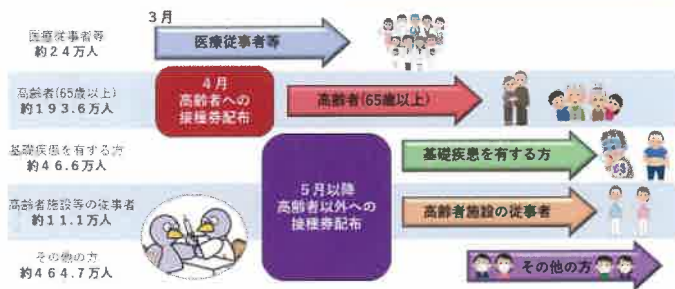 3月
医療従事者等
約24万人
医療従事者等
高齢者(65歳以上)
約193.6万人
4月
高齢者への
接種券配布
高齢者(65歳以上)
基礎疾患を有する方
約46.6万人
5月以降
高齢者以外への
接種券配布
基礎疾患を有する方
高齢者施設等の従事者
約11.1万人
高齢者施設の従事者
その他の方
約464.7万人
その他の方